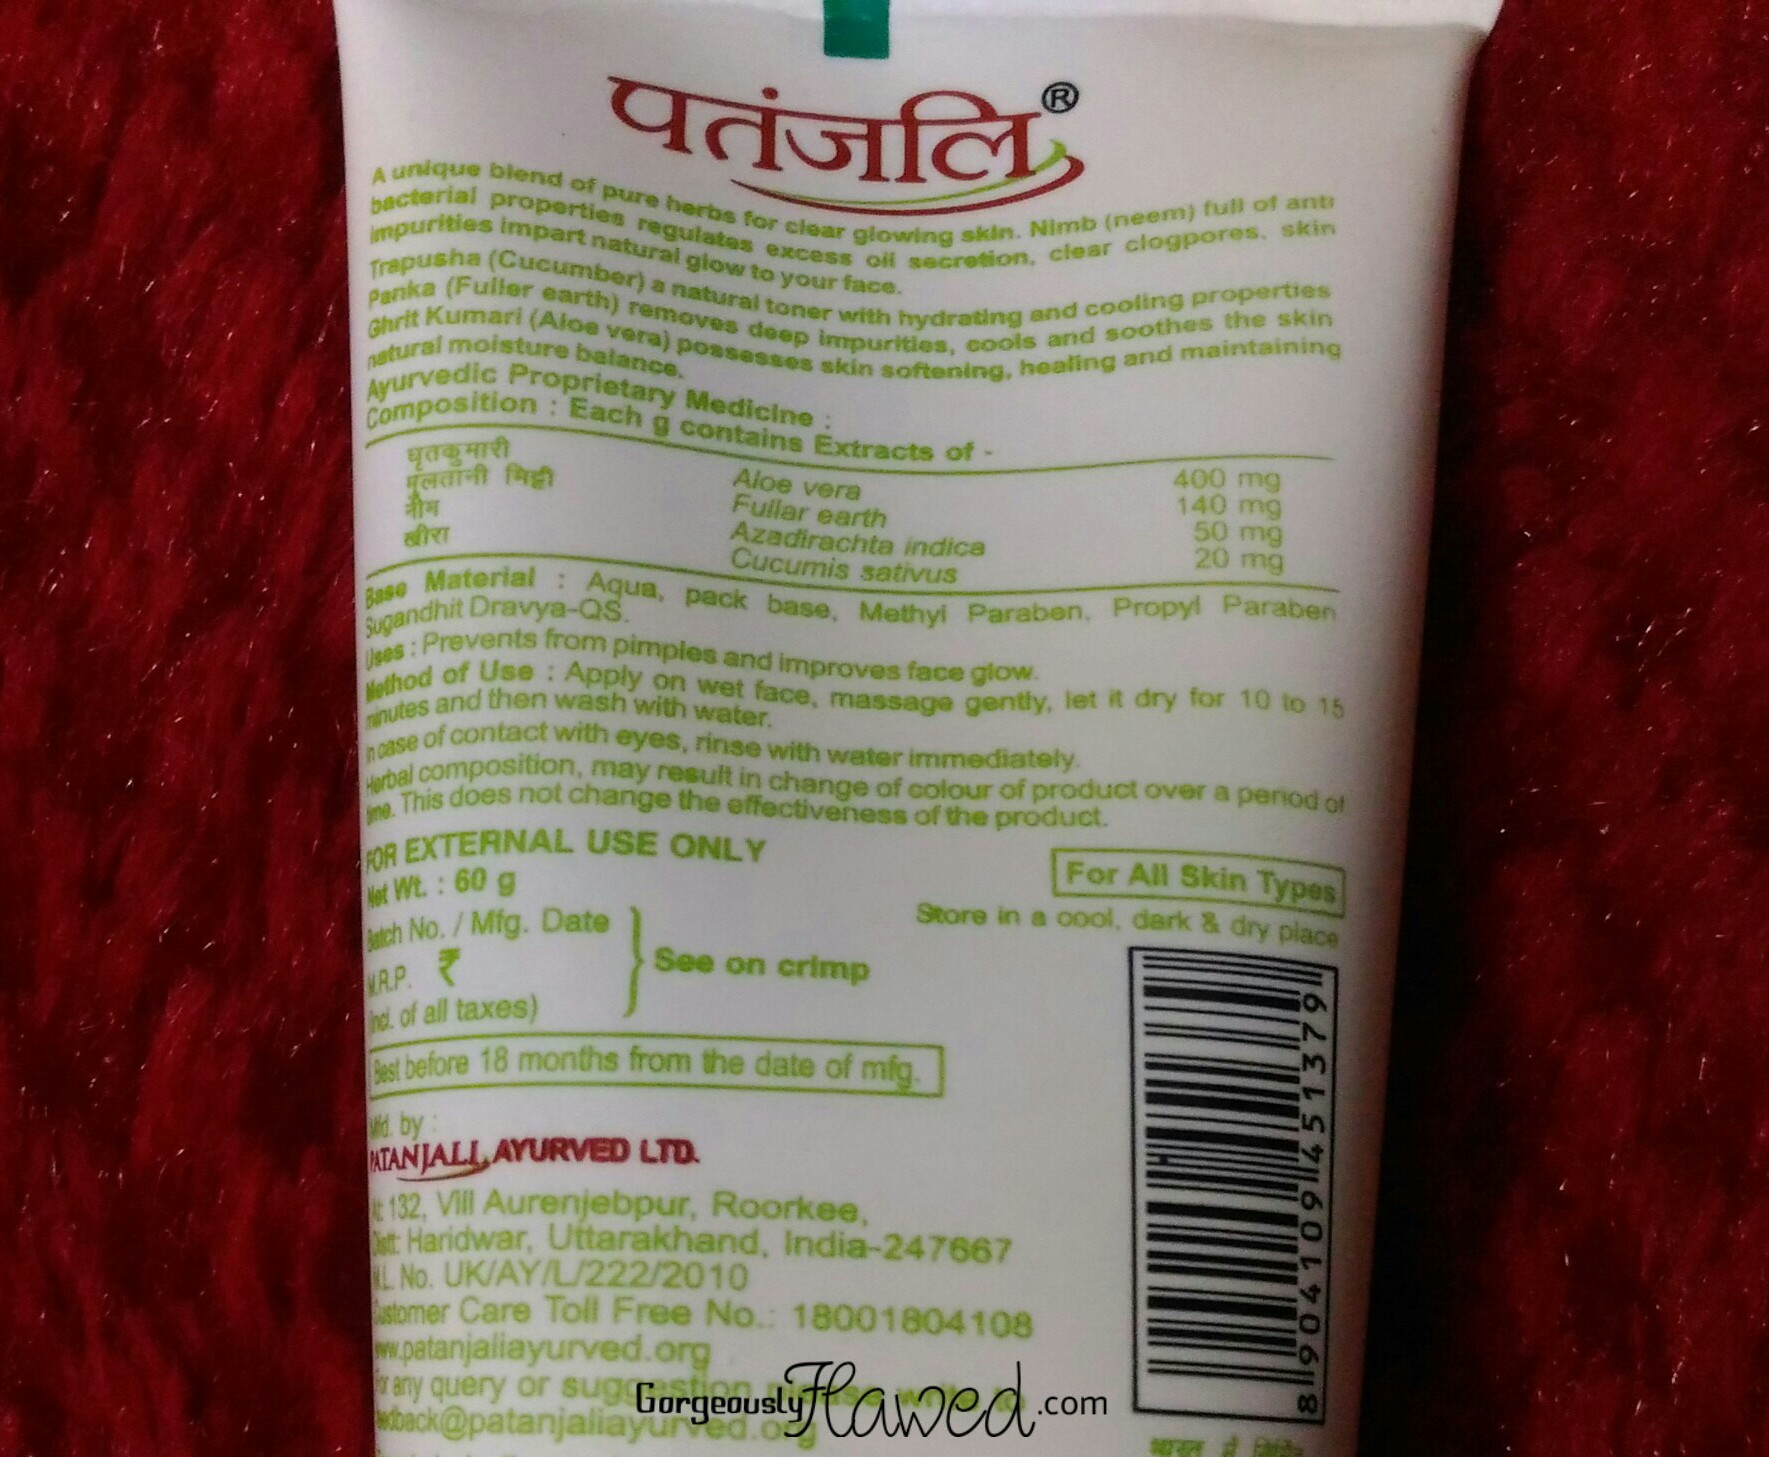 पतंजलि®
A unique blend of pure herbs for clear glowing skin. Nimb (neem) full of anti
bacterial properties regulates excess oil secretion, clear clogpores, skin
impurities impart natural glow to your face.
Trapusha (Cucumber) a natural toner with hydrating and cooling properties
Panka (Fuller earth) removes deep impurities, cools and soothes the skin
Ghrit Kumari (Aloe vera) possesses skin softening, healing and maintaining
natural moisture balance.
Ayurvedic Proprietary Medicine :
Composition : Each g contains Extracts of -
घृतकुमारी Aloe vera 400 mg
मुलतानी मिट्टी Fullar earth 140 mg
नीम Azadirachta indica 50 mg
खीरा Cucumis sativus 20 mg
Base Material : Aqua, pack base, Methyl Paraben, Propyl Paraben
Sugandhit Dravya-QS.
Uses : Prevents from pimples and improves face glow.
Method of Use : Apply on wet face, massage gently, let it dry for 10 to 15
minutes and then wash with water.
In case of contact with eyes, rinse with water immediately.
Herbal composition, may result in change of colour of product over a period of
time. This does not change the effectiveness of the product.
FOR EXTERNAL USE ONLY
For All Skin Types
Net Wt. : 60 g
Store in a cool, dark & dry place
Batch No. / Mfg. Date
M.R.P. ₹
See on crimp
Incl. of all taxes)
Best before 18 months from the date of mfg.
Mfd. by :
PATANJALI AYURVED LTD.
At 132, Vill Aurenjebpur, Roorkee,
Distt: Haridwar, Uttarakhand, India-247667
M.L. No. UK/AY/L/222/2010
Customer Care Toll Free No.: 18001804108
www.patanjaliayurved.org
For any query or suggestion please write to
feedback@patanjaliayurved.org
8 904109 451379
भारत में निर्मित
GorgeouslyFlawed.com